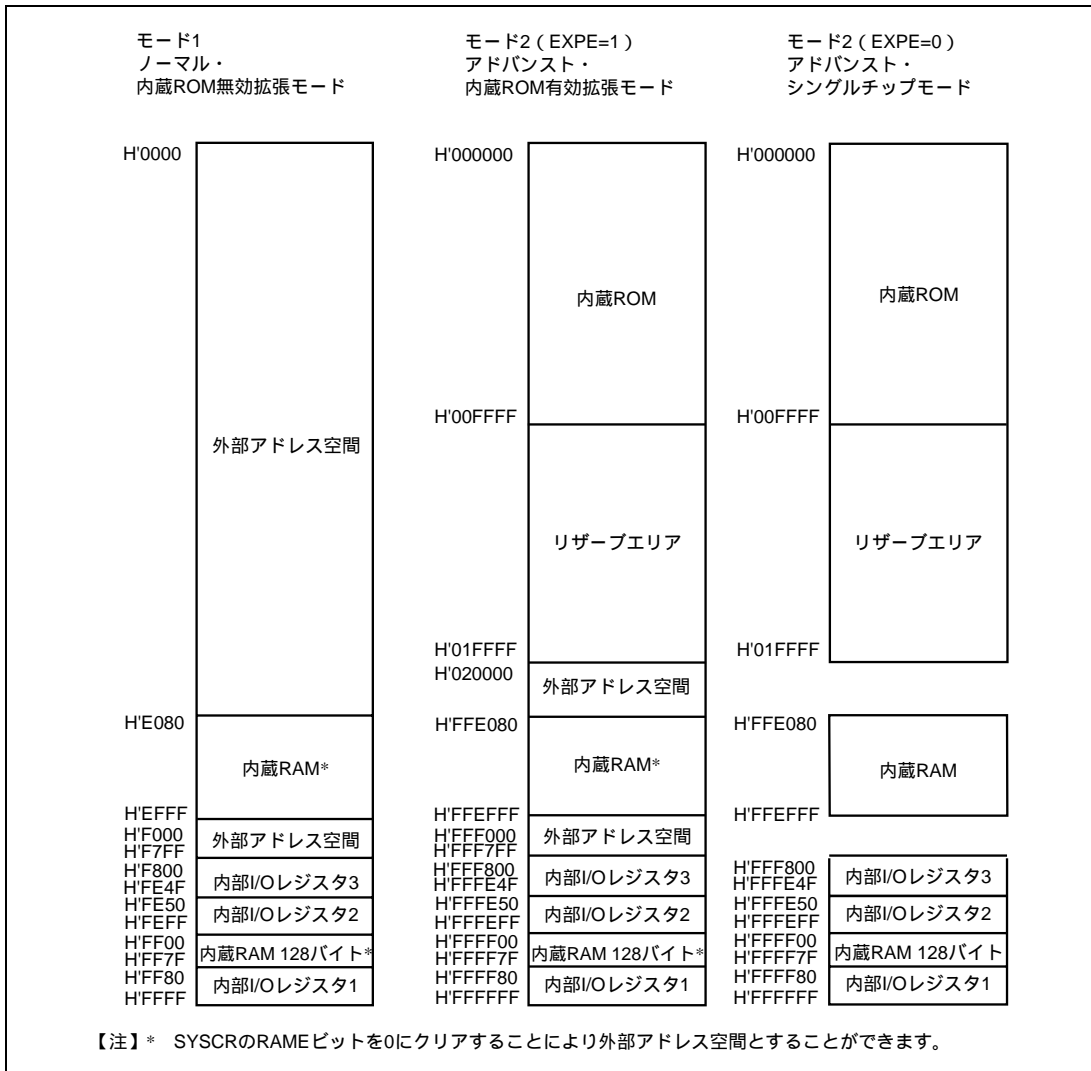 モード1
ノーマル・
内蔵ROM無効拡張モード
H'0000
外部アドレス空間
H'E080
内蔵RAM*
H'EFFF
H'F000
外部アドレス空間
H'F7FF
H'F800
内部I/Oレジスタ3
H'FE4F
H'FE50
内部I/Oレジスタ2
H'FEFF
H'FF00
内蔵RAM 128バイト*
H'FF7F
H'FF80
内部I/Oレジスタ1
H'FFFF
モード2（EXPE=1）
アドバンスト・
内蔵ROM有効拡張モード
H'000000
内蔵ROM
H'00FFFF
リザーブエリア
H'01FFFF
H'020000
外部アドレス空間
H'FFE080
内蔵RAM*
H'FFEFFF
H'FFF000
外部アドレス空間
H'FFF7FF
H'FFF800
内部I/Oレジスタ3
H'FFFE4F
H'FFFE50
内部I/Oレジスタ2
H'FFFEFF
H'FFFF00
内蔵RAM 128バイト*
H'FFFF7F
H'FFFF80
内部I/Oレジスタ1
H'FFFFFF
モード2（EXPE=0）
アドバンスト・
シングルチップモード
H'000000
内蔵ROM
H'00FFFF
リザーブエリア
H'01FFFF
H'FFE080
内蔵RAM
H'FFEFFF
H'FFF800
内部I/Oレジスタ3
H'FFFE4F
H'FFFE50
内部I/Oレジスタ2
H'FFFEFF
H'FFFF00
内蔵RAM 128バイト
H'FFFF7F
H'FFFF80
内部I/Oレジスタ1
H'FFFFFF
【注】* SYSCRのRAMEビットを0にクリアすることにより外部アドレス空間とすることができます。